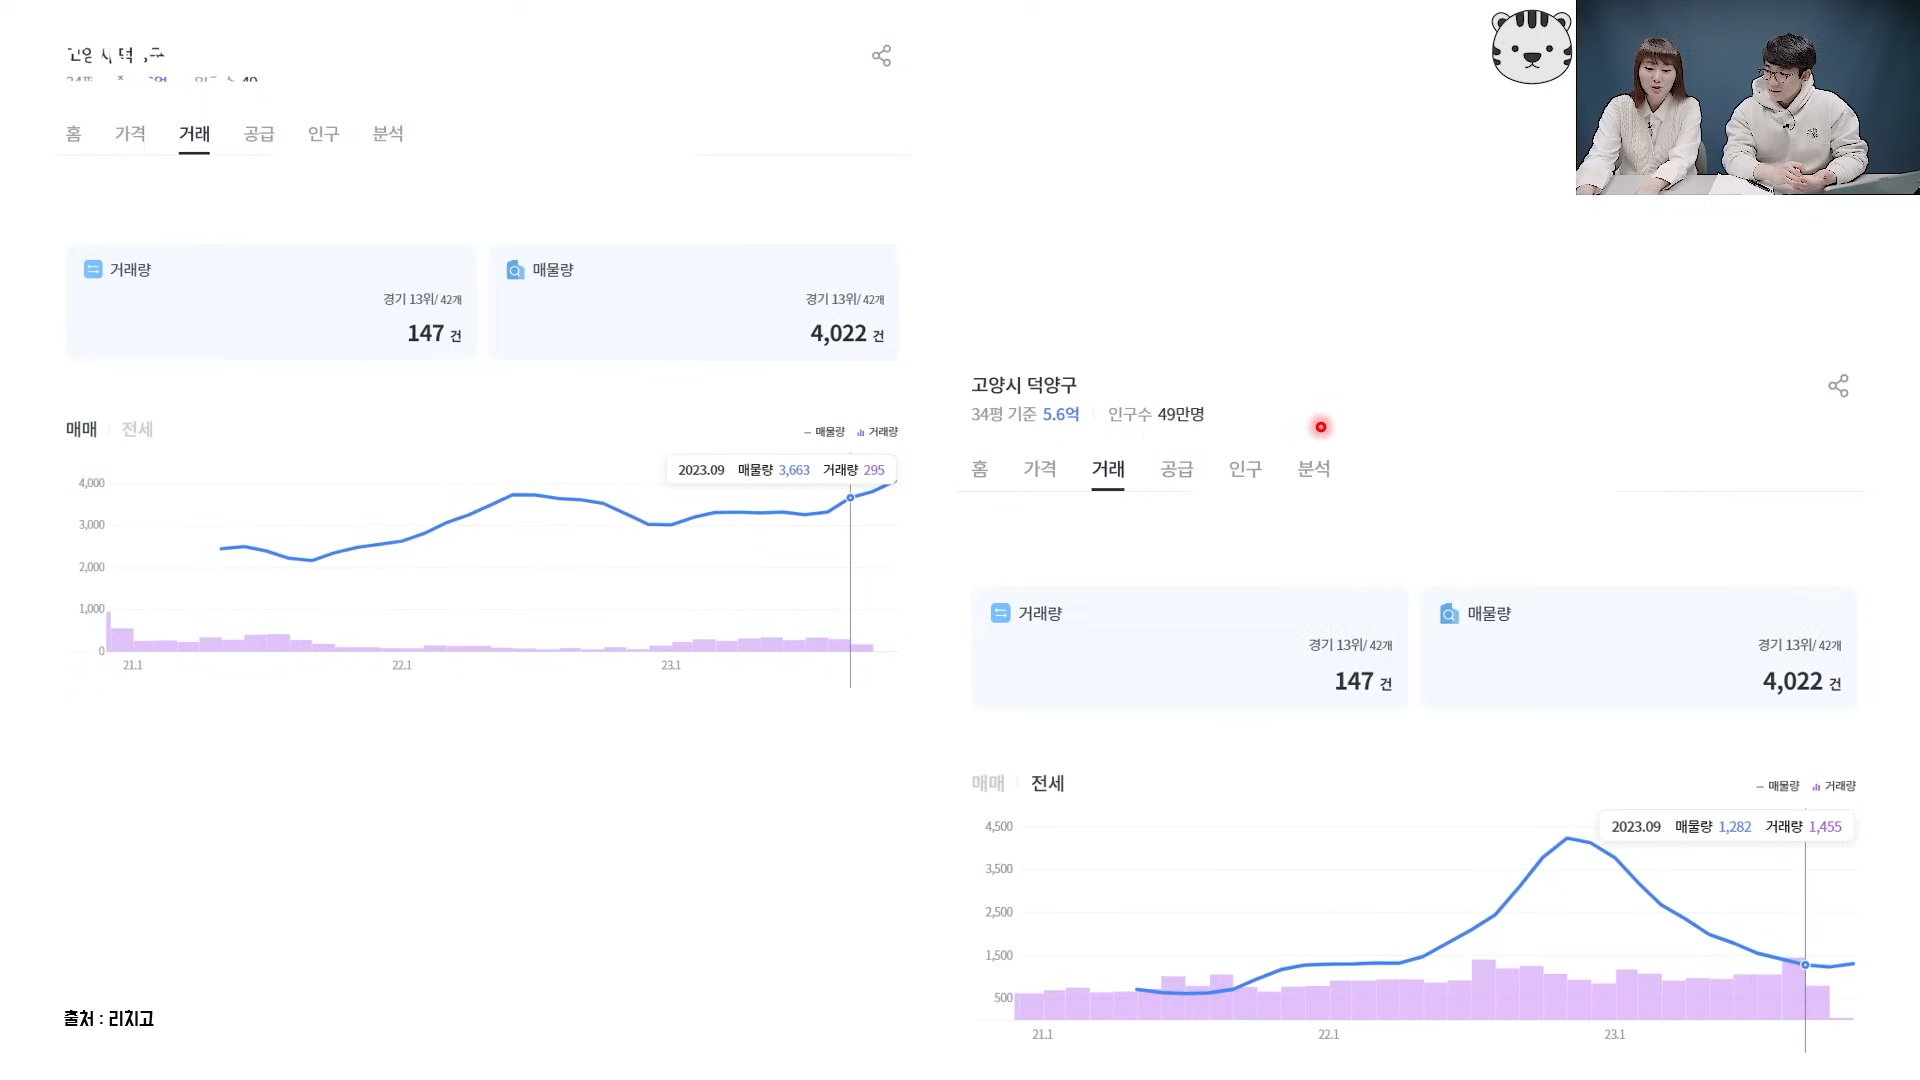 홈 가격 거래 공급 인구 분석
거래량
경기 13위/ 42개
147 건
매물량
경기 13위/ 42개
4,022 건
매매 전세
매물량 거래량
2023.09 매물량 3,663 거래량 295
4,000
3,000
2,000
1,000
0
21.1 22.1 23.1
출처 : 리치고
고양시 덕양구
34평 기준 5.6억 인구수 49만명
홈 가격 거래 공급 인구 분석
거래량
경기 13위/ 42개
147 건
매물량
경기 13위/ 42개
4,022 건
매매 전세
매물량 거래량
2023.09 매물량 1,282 거래량 1,455
4,500
3,500
2,500
1,500
500
21.1 22.1 23.1